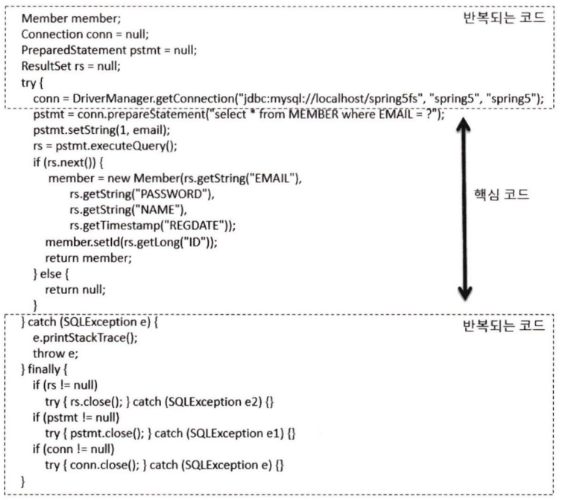 Member member;
반복되는 코드
Connection conn = null;
PreparedStatement pstmt = null;
ResultSet rs = null;
try {
conn = DriverManager.getConnection("jdbc:mysql://localhost/spring5fs", "spring5", "spring5");
pstmt = conn.prepareStatement("select * from MEMBER where EMAIL = ?");
pstmt.setString(1, email);
rs = pstmt.executeQuery();
if (rs.next()) {
member = new Member(rs.getString("EMAIL"),
rs.getString("PASSWORD"),
핵심 코드
rs.getString("NAME"),
rs.getTimestamp("REGDATE"));
member.setId(rs.getLong("ID"));
return member;
} else {
return null;
}
} catch (SQLException e) {
반복되는 코드
e.printStackTrace();
throw e;
} finally {
if (rs != null)
try { rs.close(); } catch (SQLException e2) {}
if (pstmt != null)
try { pstmt.close(); } catch (SQLException e1) {}
if (conn != null)
try { conn.close(); } catch (SQLException e) {}
}